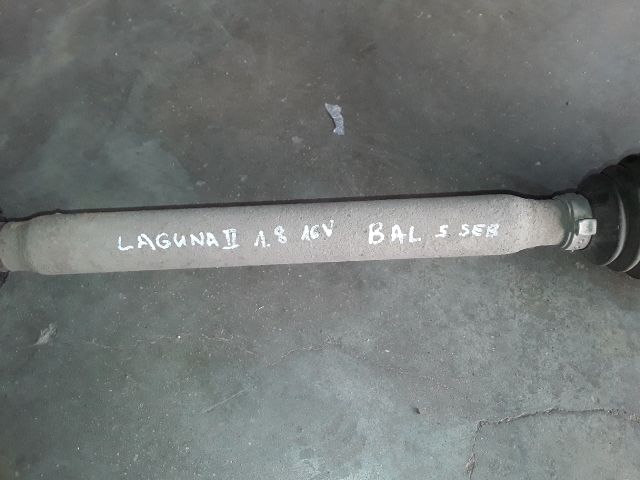 LAGUNA II 1.8 16V BAL 5 SEB